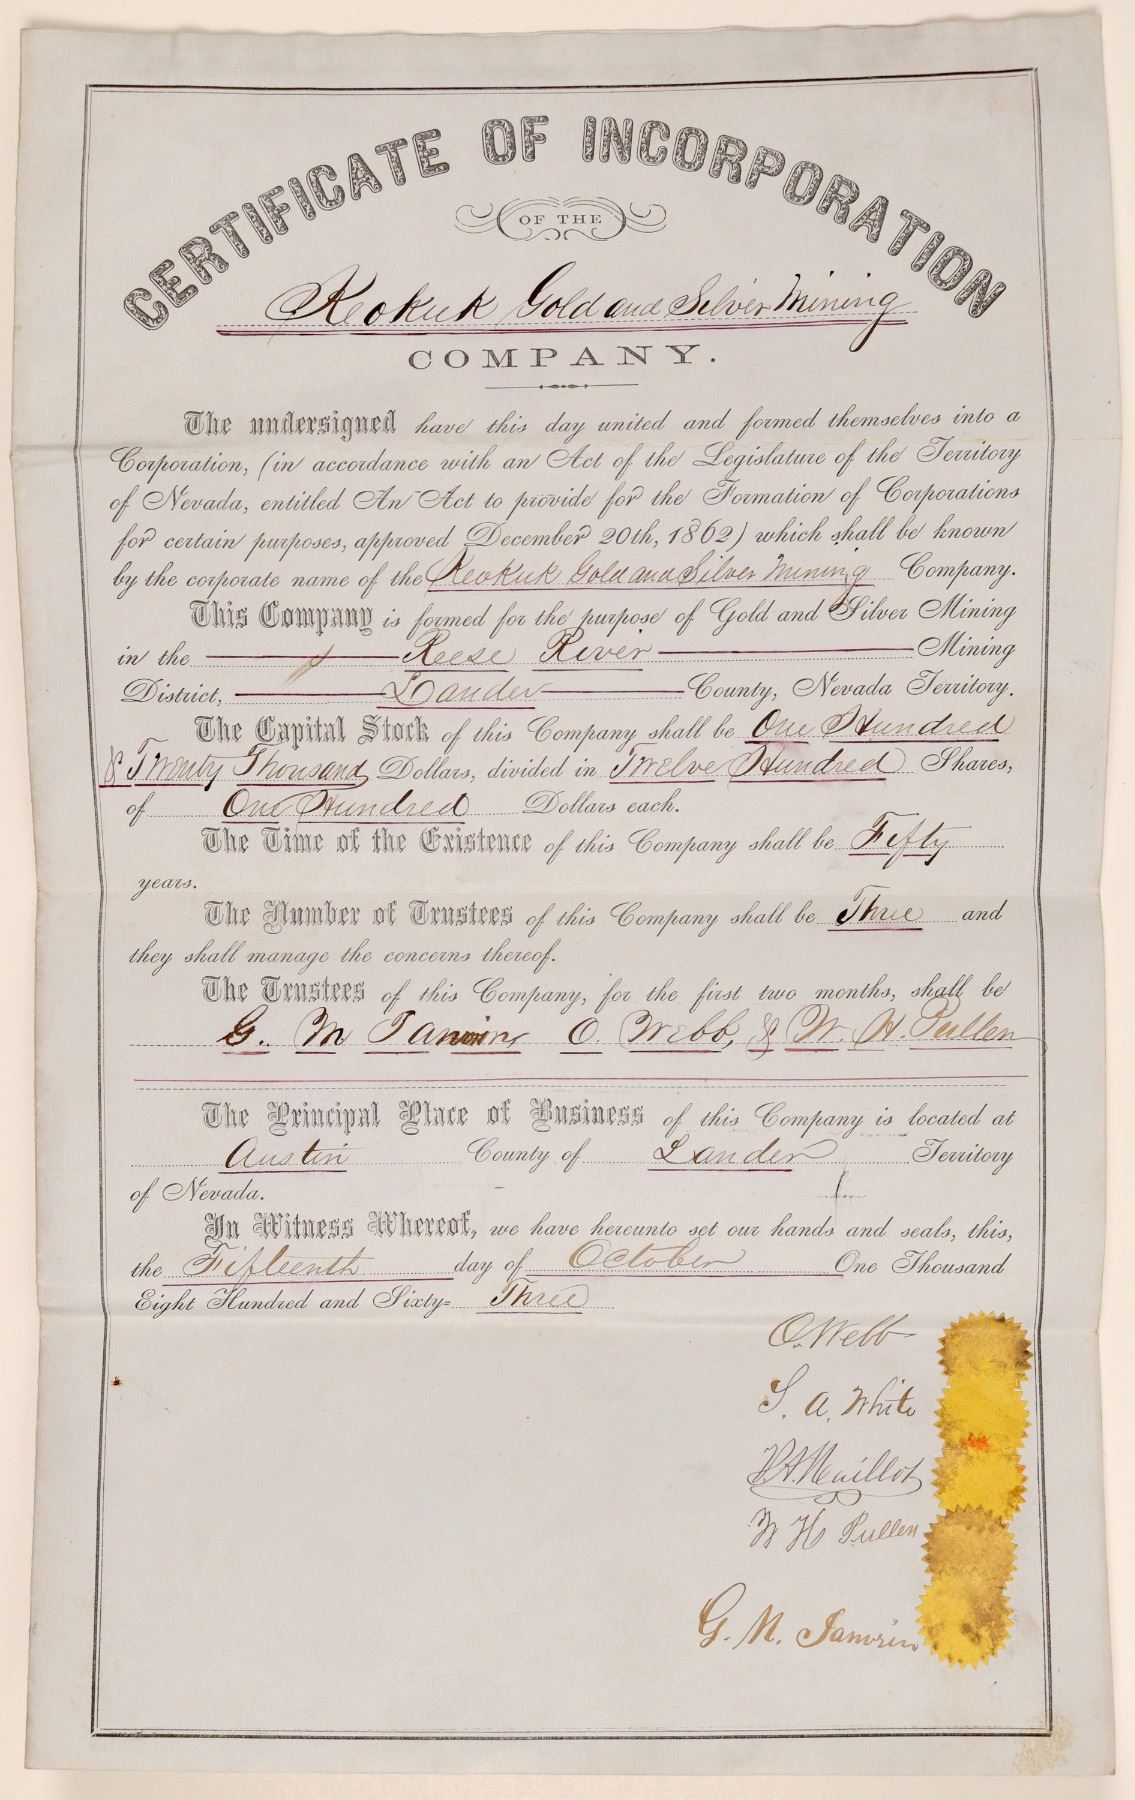 CERTIFICATE OF INCORPORATION
OF THE
Keokuk Gold and Silver Mining
COMPANY.
The undersigned have this day united and formed themselves into a
Corporation, (in accordance with an Act of the Legislature of the Territory
of Nevada, entitled An Act to provide for the Formation of Corporations
for certain purposes, approved December 20th, 1862) which shall be known
by the corporate name of the Keokuk Gold and Silver Mining Company.
This Company is formed for the purpose of Gold and Silver Mining
in the Reese River Mining
District, Lander County, Nevada Territory.
The Capital Stock of this Company shall be One Hundred
& Twenty Thousand Dollars, divided in Twelve Hundred Shares,
of One Hundred Dollars each.
The Time of the Existence of this Company shall be Fifty
years.
The Number of Trustees of this Company shall be Three and
they shall manage the concerns thereof.
The Trustees of this Company, for the first two months, shall be
G. M Janvrin O. Webb, & W. H. Pullen
The Principal Place of Business of this Company is located at
Austin County of Lander Territory
of Nevada.
In Witness Whereof, we have hereunto set our hands and seals, this,
the Fifteenth day of October One Thousand
Eight Hundred and Sixty= Three
O. Webb
S. A. White
W H Pullen
G. M. Janvrin